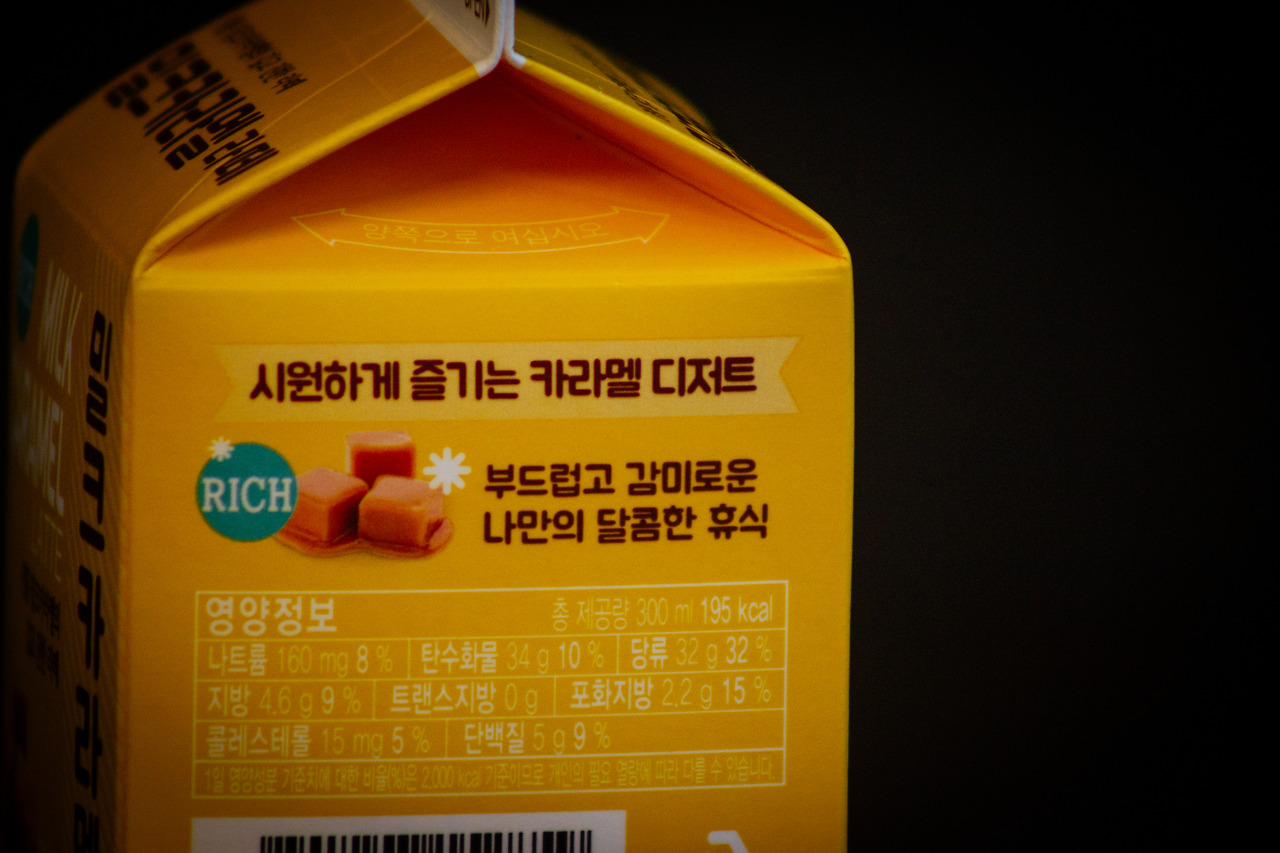 양쪽으로 여십시오
시원하게 즐기는 카라멜 디저트
RICH
부드럽고 감미로운
나만의 달콤한 휴식
영양정보 총 제공량 300 ml 195 kcal
나트륨 160 mg 8 % 탄수화물 34 g 10 % 당류 32 g 32 %
지방 4.6 g 9 % 트랜스지방 0 g 포화지방 2.2 g 15 %
콜레스테롤 15 mg 5 % 단백질 5 g 9 %
1일 영양성분 기준치에 대한 비율(%)은 2,000 kcal 기준이므로 개인의 필요 열량에 따라 다를 수 있습니다.
MILK
밀크카라멜